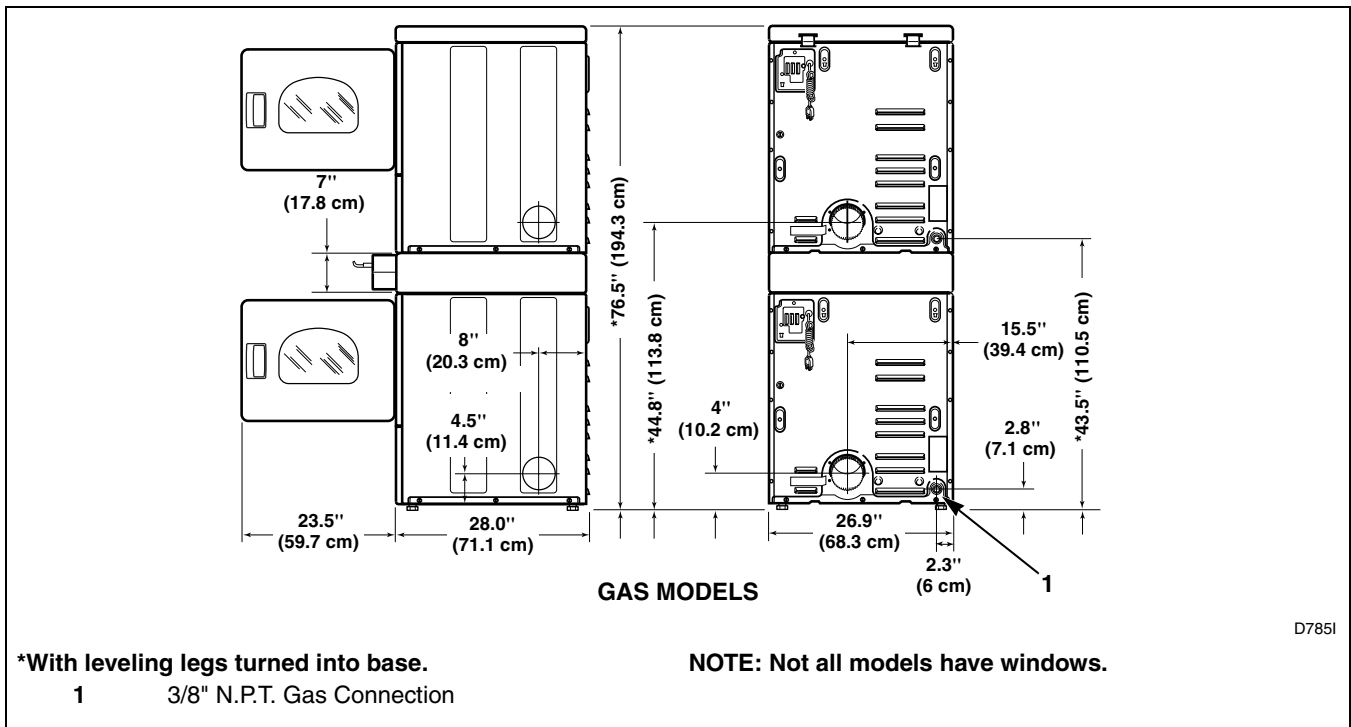 7"
(17.8 cm)
*76.5" (194.3 cm)
8"
(20.3 cm)
4.5"
(11.4 cm)
*44.8" (113.8 cm)
4"
(10.2 cm)
15.5"
(39.4 cm)
*43.5" (110.5 cm)
2.8"
(7.1 cm)
23.5"
(59.7 cm)
28.0"
(71.1 cm)
26.9"
(68.3 cm)
2.3"
(6 cm)
1
GAS MODELS
D785I
*With leveling legs turned into base.
NOTE: Not all models have windows.
1 3/8" N.P.T. Gas Connection